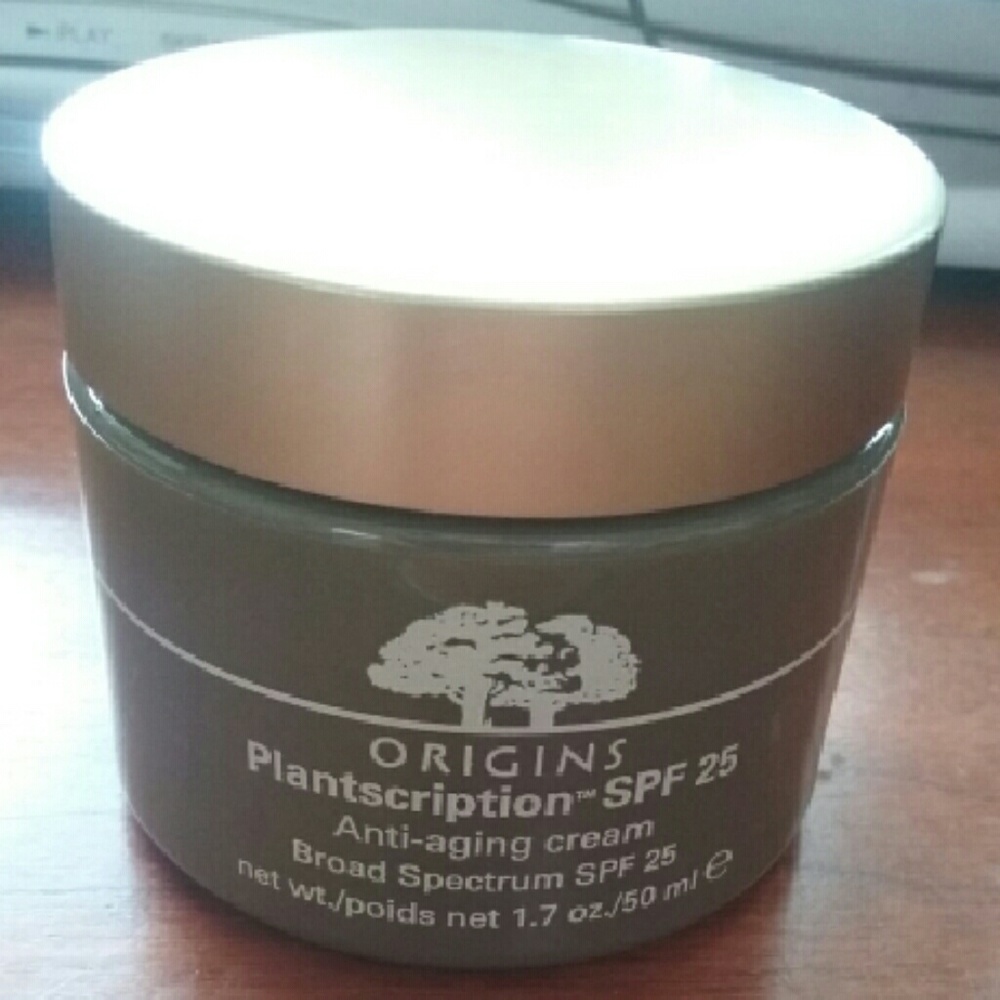 PLAY
ORIGINS
Plantscription™ SPF 25
Anti-aging cream
Broad Spectrum SPF 25
net wt./poids net 1.7 oz./50 ml ℮